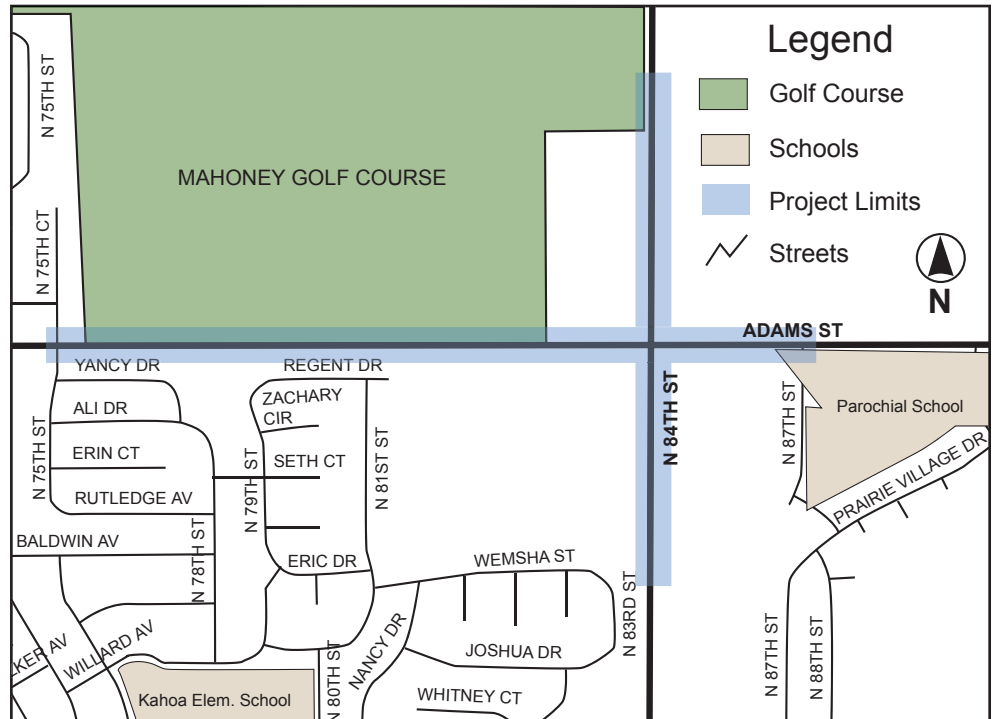 Legend
Golf Course
Schools
Project Limits
Streets
N
N 75TH ST
MAHONEY GOLF COURSE
N 75TH CT
ADAMS ST
YANCY DR
REGENT DR
ALI DR
ZACHARY
CIR
Parochial School
N 84TH ST
N 87TH ST
N 75TH ST
ERIN CT
N 79TH ST
SETH CT
N 81ST ST
RUTLEDGE AV
PRAIRIE VILLAGE DR
BALDWIN AV
N 78TH ST
ERIC DR
WEMSHA ST
N 83RD ST
KER AV
WILLARD AV
NANCY DR
JOSHUA DR
N 87TH ST
N 88TH ST
Kahoa Elem. School
N 80TH ST
WHITNEY CT